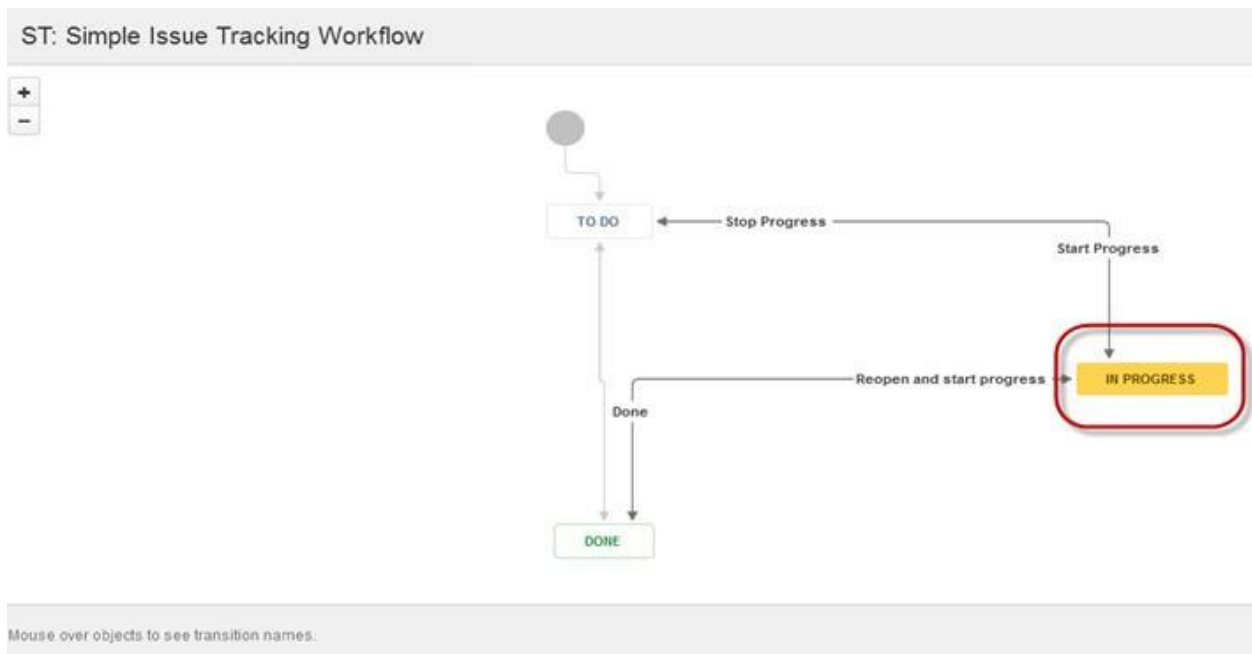 ST: Simple Issue Tracking Workflow
+
−
TO DO
Stop Progress
Start Progress
Reopen and start progress
IN PROGRESS
Done
DONE
Mouse over objects to see transition names.